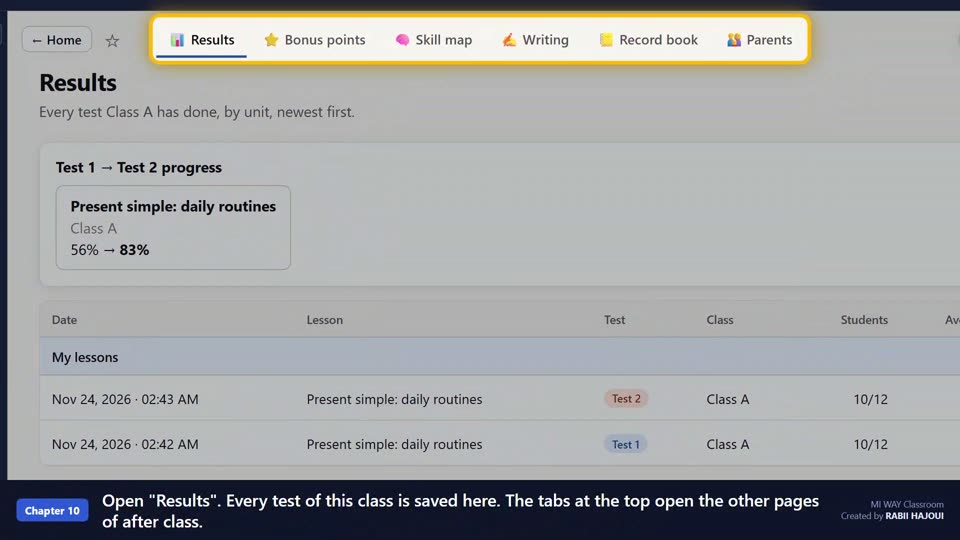 ← Home
Results
Bonus points
Skill map
Writing
Record book
Parents
Results
Every test Class A has done, by unit, newest first.
Test 1 → Test 2 progress
Present simple: daily routines
Class A
56% → 83%
Date Lesson Test Class Students
My lessons
Nov 24, 2026 · 02:43 AM Present simple: daily routines Test 2 Class A 10/12
Nov 24, 2026 · 02:42 AM Present simple: daily routines Test 1 Class A 10/12
Chapter 10
Open "Results". Every test of this class is saved here. The tabs at the top open the other pages
of after class.
MI WAY Classroom
Created by RABII HAJOUI